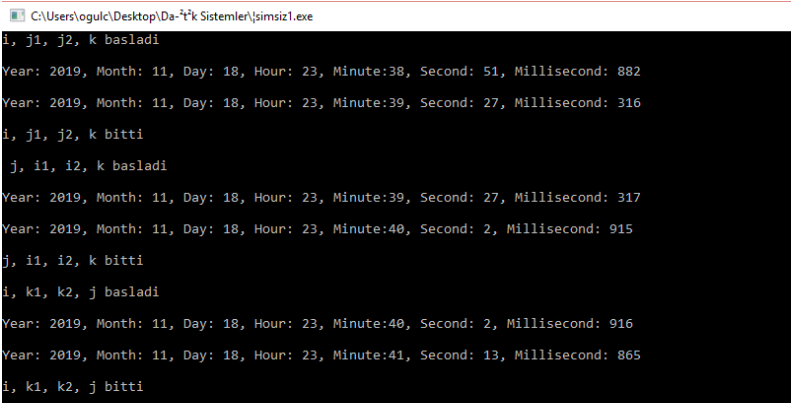 C:\Users\ogulc\Desktop\Da-²t²k Sistemler\¦simsiz1.exe
i, j1, j2, k basladi
Year: 2019, Month: 11, Day: 18, Hour: 23, Minute:38, Second: 51, Millisecond: 882
Year: 2019, Month: 11, Day: 18, Hour: 23, Minute:39, Second: 27, Millisecond: 316
i, j1, j2, k bitti
j, i1, i2, k basladi
Year: 2019, Month: 11, Day: 18, Hour: 23, Minute:39, Second: 27, Millisecond: 317
Year: 2019, Month: 11, Day: 18, Hour: 23, Minute:40, Second: 2, Millisecond: 915
j, i1, i2, k bitti
i, k1, k2, j basladi
Year: 2019, Month: 11, Day: 18, Hour: 23, Minute:40, Second: 2, Millisecond: 916
Year: 2019, Month: 11, Day: 18, Hour: 23, Minute:41, Second: 13, Millisecond: 865
i, k1, k2, j bitti